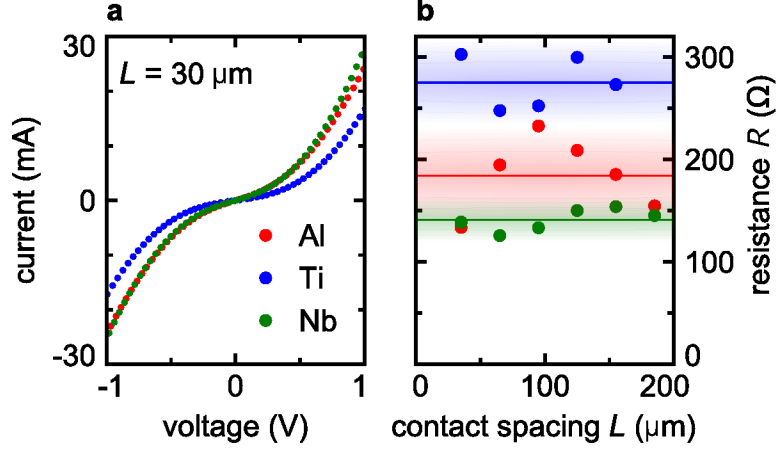 a
b
30
0
-30
current (mA)
L = 30 μm
Al
Ti
Nb
-1
0
1
voltage (V)
300
200
100
0
resistance R (Ω)
0
100
200
contact spacing L (μm)